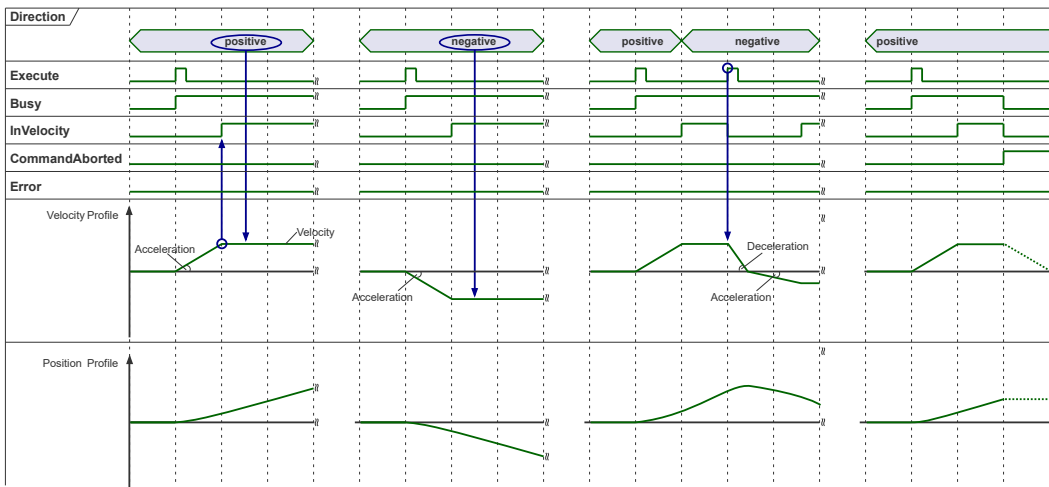 Direction
positive
negative
positive
negative
positive
Execute
Busy
InVelocity
CommandAborted
Error
Velocity Profile
Velocity
Acceleration
Acceleration
Deceleration
Acceleration
Position Profile